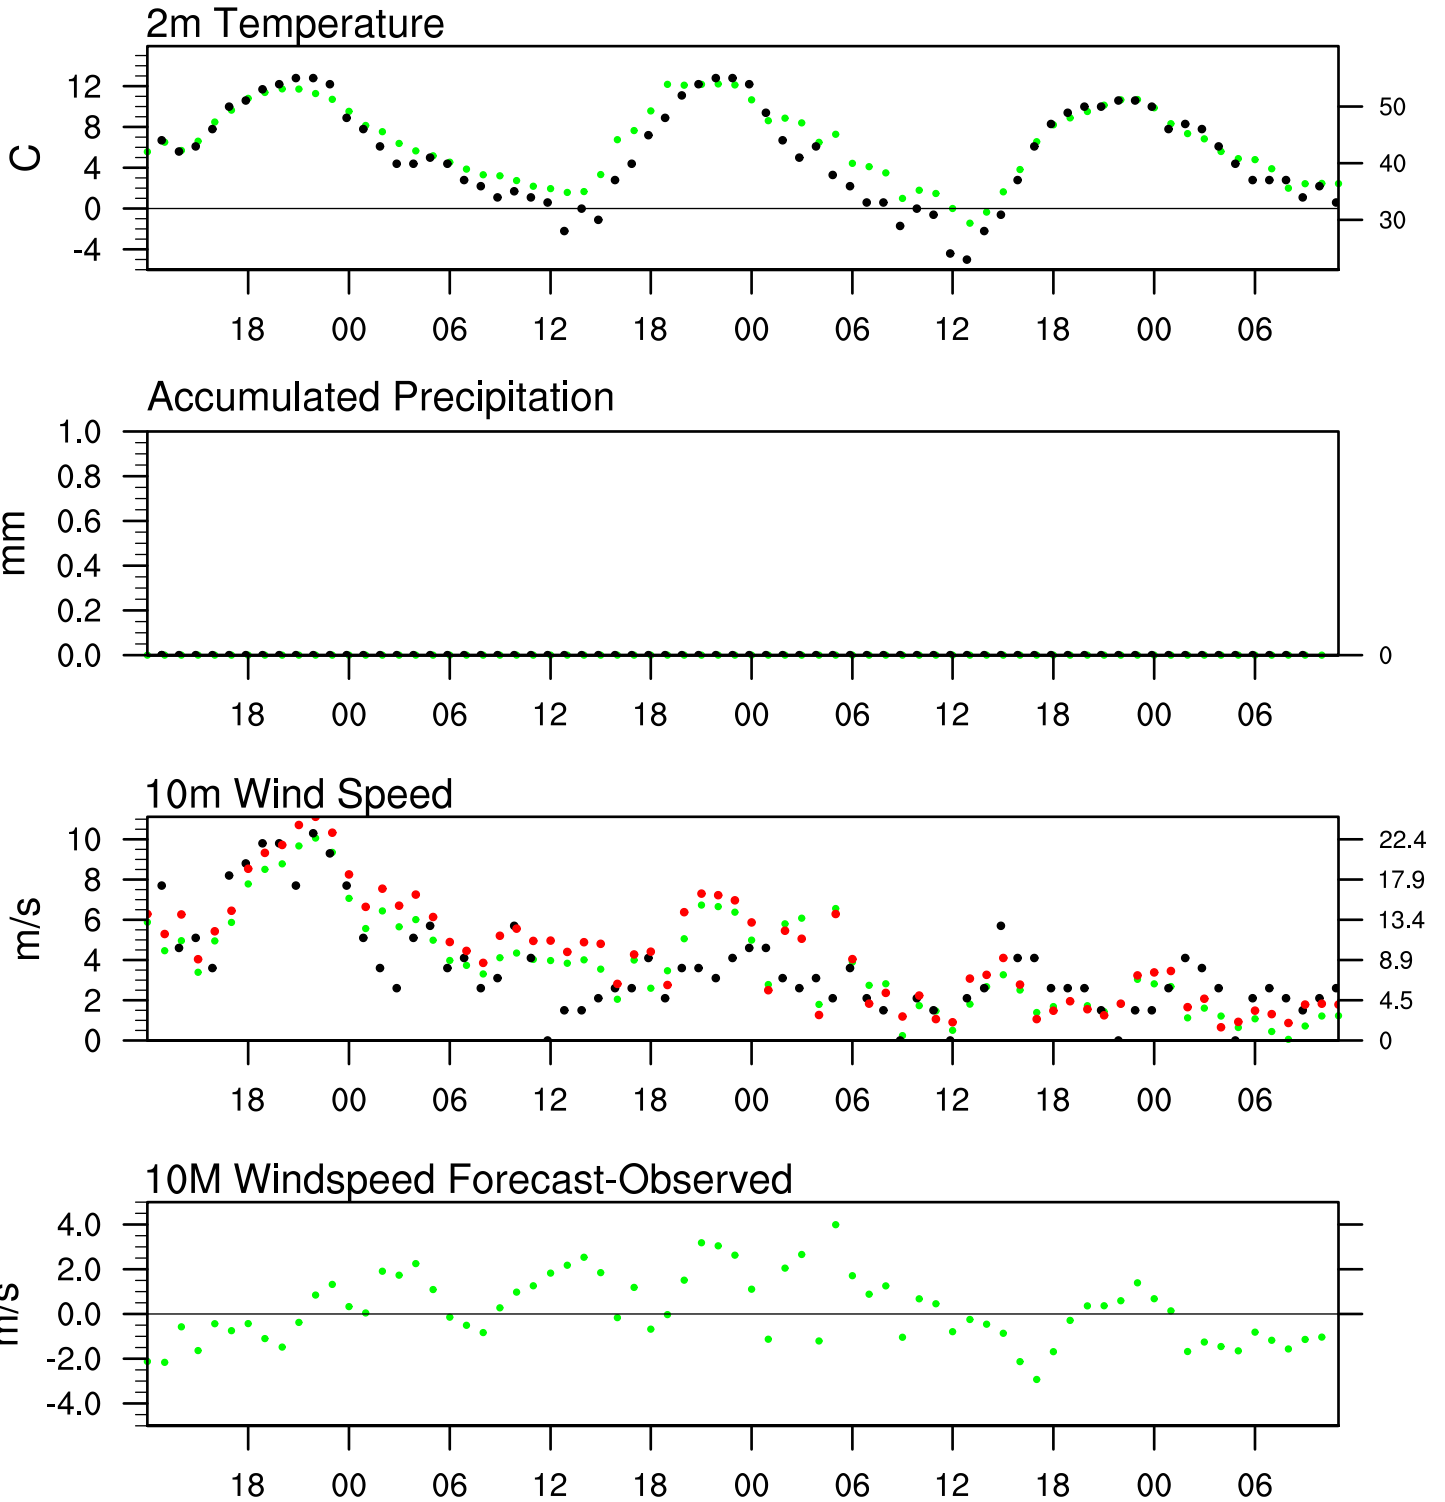 2m Temperature
12
8
4
0
-4
C
50
40
30
18 00 06 12 18 00 06 12 18 00 06
Accumulated Precipitation
1.0
0.8
0.6
0.4
0.2
0.0
mm
0
18 00 06 12 18 00 06 12 18 00 06
10m Wind Speed
10
8
6
4
2
0
m/s
22.4
17.9
13.4
8.9
4.5
0
18 00 06 12 18 00 06 12 18 00 06
10M Windspeed Forecast-Observed
4.0
2.0
0.0
-2.0
-4.0
m/s
18 00 06 12 18 00 06 12 18 00 06